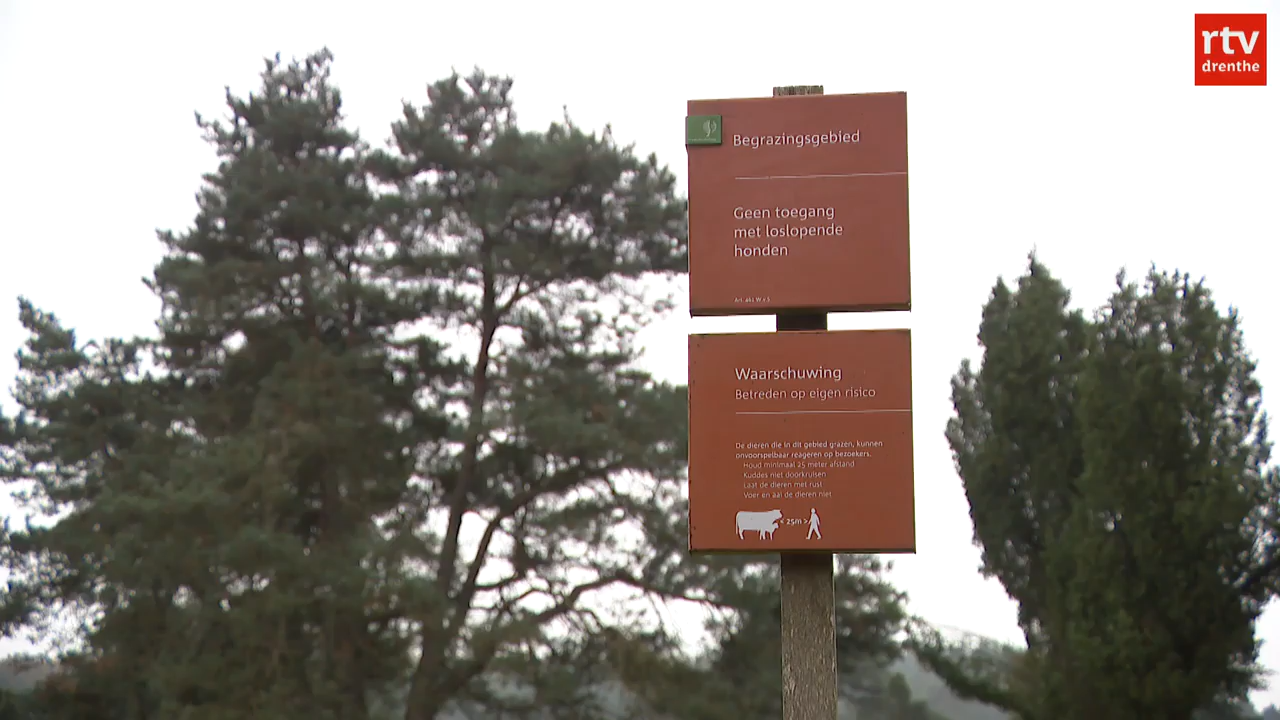 rtv
drenthe
Begrazingsgebied
Geen toegang
met loslopende
honden
Art. 461 W.v.S
Waarschuwing
Betreden op eigen risico
De dieren die in dit gebied grazen, kunnen
onvoorspelbaar reageren op bezoekers.
Houd minimaal 25 meter afstand
Kuddes niet doorkruisen
Laat de dieren met rust
Voer en aai de dieren niet
< 25m >